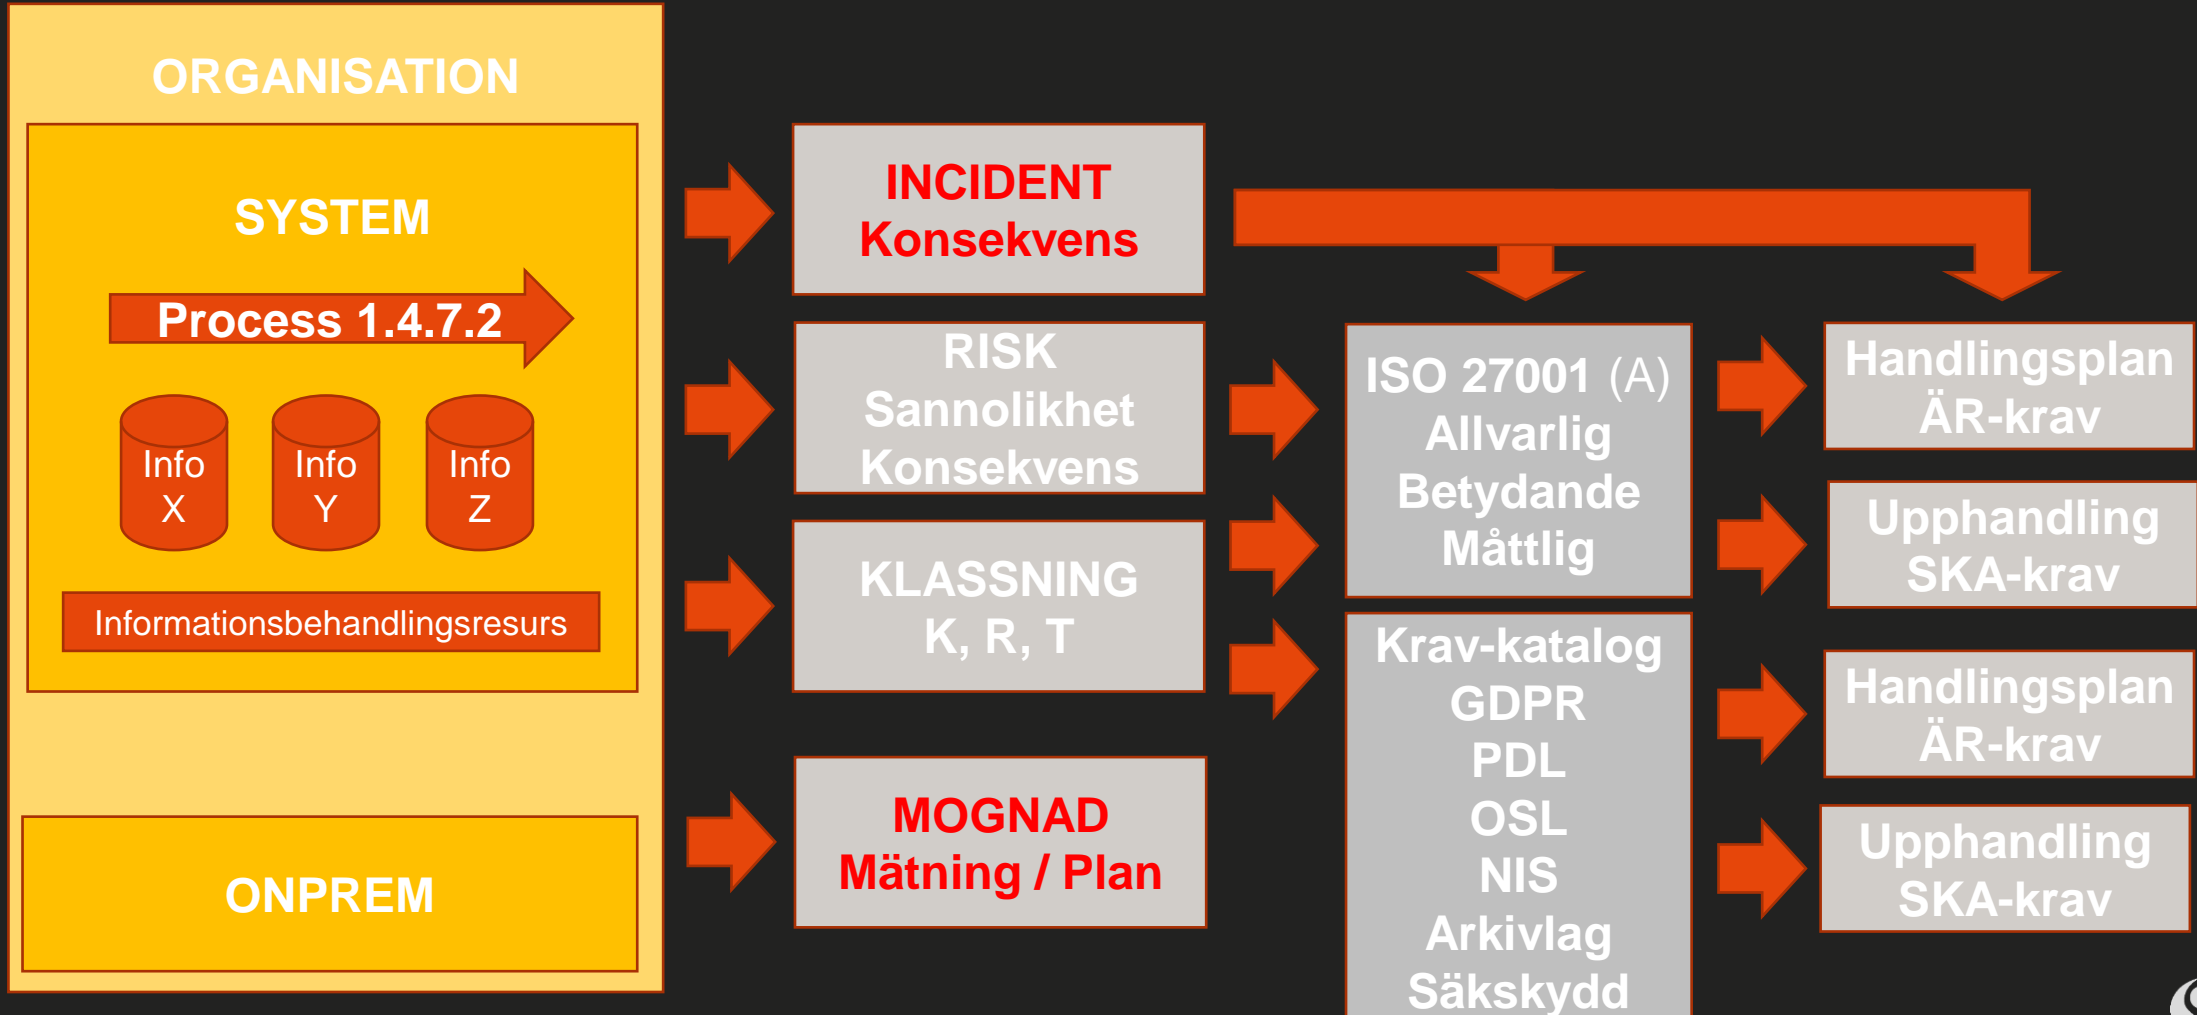 ORGANISATION
SYSTEM
Process 1.4.7.2
Info
X
Info
Y
Info
Z
Informationsbehandlingsresurs
ONPREM
INCIDENT
Konsekvens
RISK
Sannolikhet
Konsekvens
KLASSNING
K, R, T
MOGNAD
Mätning / Plan
ISO 27001 (A)
Allvarlig
Betydande
Måttlig
Krav-katalog
GDPR
PDL
OSL
NIS
Arkivlag
Säkskydd
Handlingsplan
ÄR-krav
Upphandling
SKA-krav
Handlingsplan
ÄR-krav
Upphandling
SKA-krav